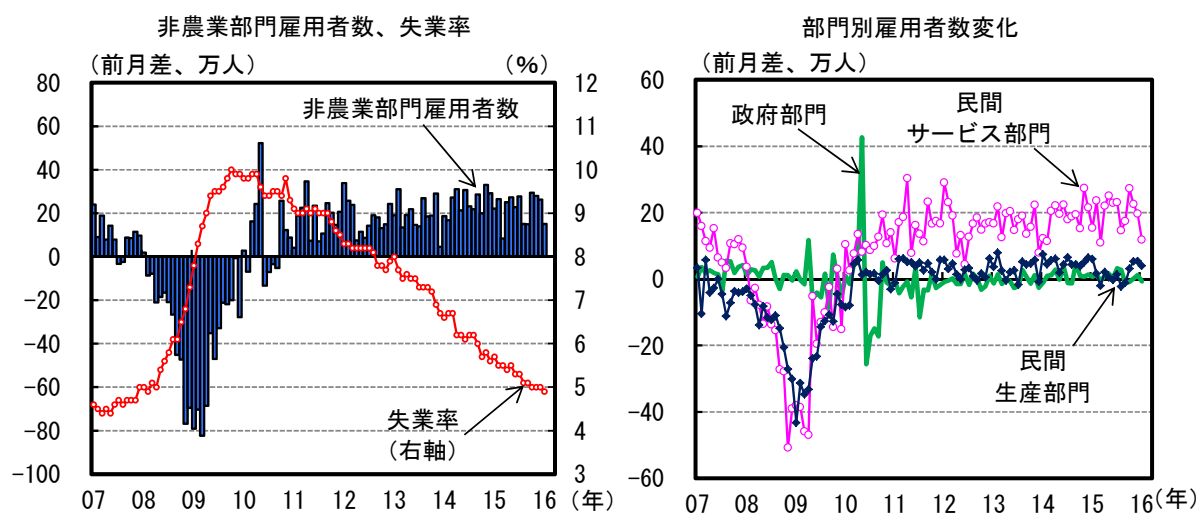 非農業部門雇用者数、失業率
(前月差、万人)
(%)
80
60
40
20
0
-20
-40
-60
-80
-100
12
11
10
9
8
7
6
5
4
3
非農業部門雇用者数
失業率
(右軸)
07 08 09 10 11 12 13 14 15 16 (年)
部門別雇用者数変化
(前月差、万人)
60
40
20
0
-20
-40
-60
政府部門
民間
サービス部門
民間
生産部門
07 08 09 10 11 12 13 14 15 16 (年)